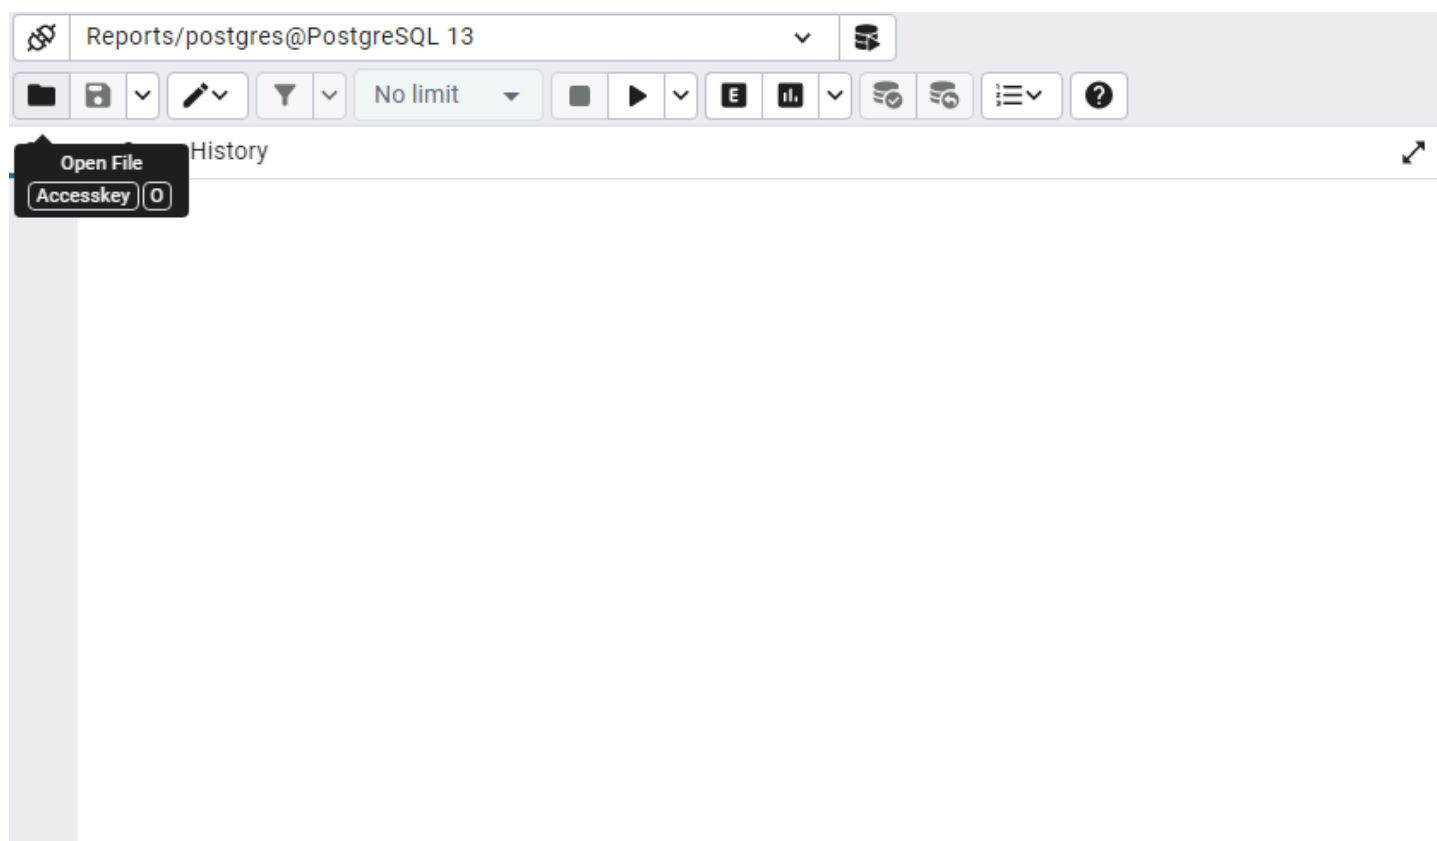 Reports/postgres@PostgreSQL 13
No limit
E
History
Open File
Accesskey O